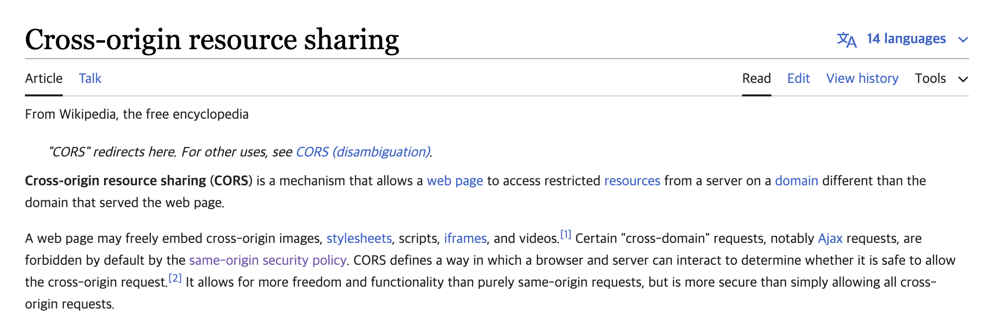 Cross-origin resource sharing
14 languages
Article Talk
Read Edit View history Tools
From Wikipedia, the free encyclopedia
"CORS" redirects here. For other uses, see CORS (disambiguation).
Cross-origin resource sharing (CORS) is a mechanism that allows a web page to access restricted resources from a server on a domain different than the
domain that served the web page.
A web page may freely embed cross-origin images, stylesheets, scripts, iframes, and videos.[1] Certain "cross-domain" requests, notably Ajax requests, are
forbidden by default by the same-origin security policy. CORS defines a way in which a browser and server can interact to determine whether it is safe to allow
the cross-origin request.[2] It allows for more freedom and functionality than purely same-origin requests, but is more secure than simply allowing all cross-
origin requests.